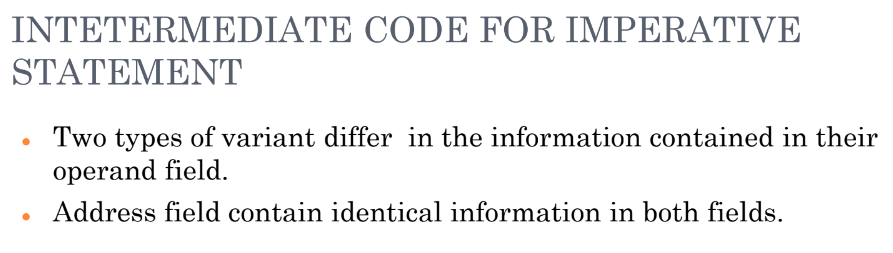 INTETERMEDIATE CODE FOR IMPERATIVE
STATEMENT
• Two types of variant differ in the information contained in their
operand field.
• Address field contain identical information in both fields.